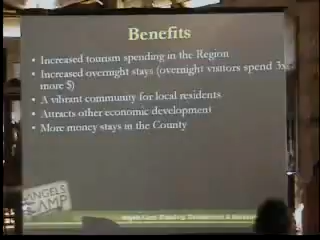 Benefits
• Increased tourism spending in the Region
• Increased overnight stays (overnight visitors spend 3x
more $)
• A vibrant community for local residents
• Attracts other economic development
• More money stays in the County
ANGELS
CAMP